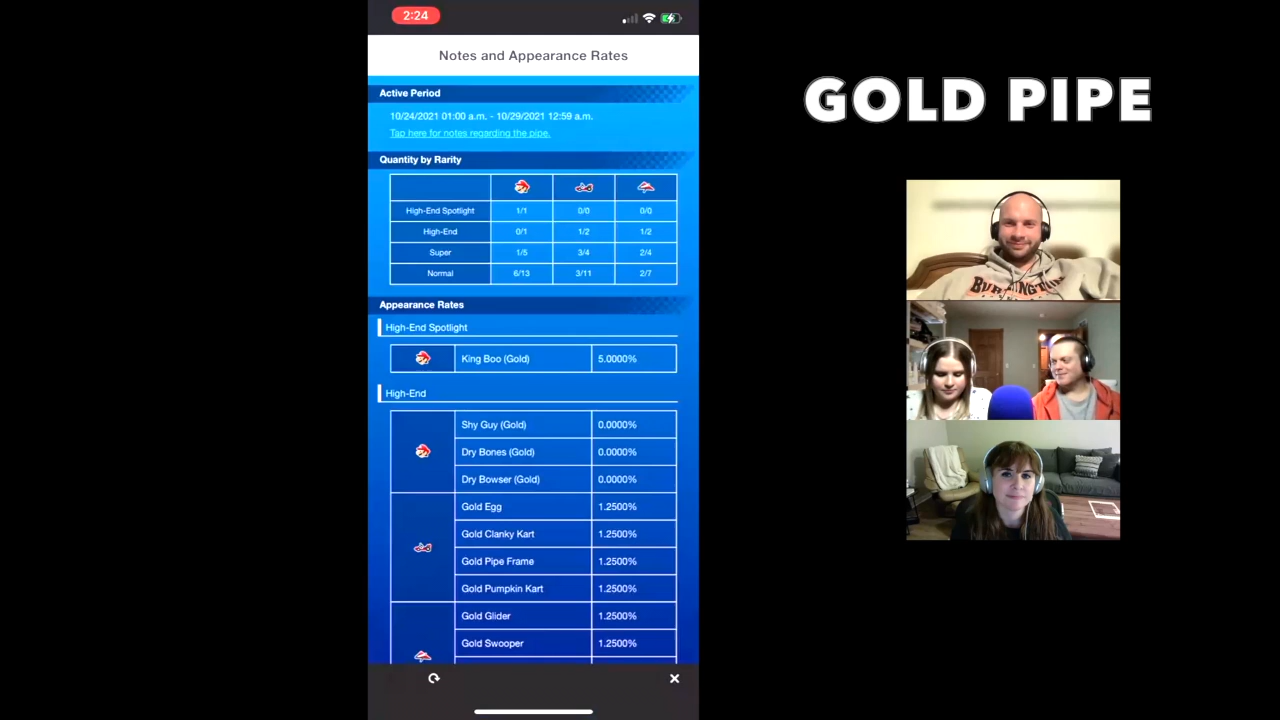 2:24
Notes and Appearance Rates
GOLD PIPE
Active Period
10/24/2021 01:00 a.m. - 10/29/2021 12:59 a.m.
Tap here for notes regarding the pipe.
Quantity by Rarity
High-End Spotlight 1/1 0/0 0/0
High-End 0/1 1/2 1/2
Super 1/5 3/4 2/4
Normal 6/13 3/11 2/7
Appearance Rates
High-End Spotlight
King Boo (Gold) 5.0000%
High-End
Shy Guy (Gold) 0.0000%
Dry Bones (Gold) 0.0000%
Dry Bowser (Gold) 0.0000%
Gold Egg 1.2500%
Gold Clanky Kart 1.2500%
Gold Pipe Frame 1.2500%
Gold Pumpkin Kart 1.2500%
Gold Glider 1.2500%
Gold Swooper 1.2500%